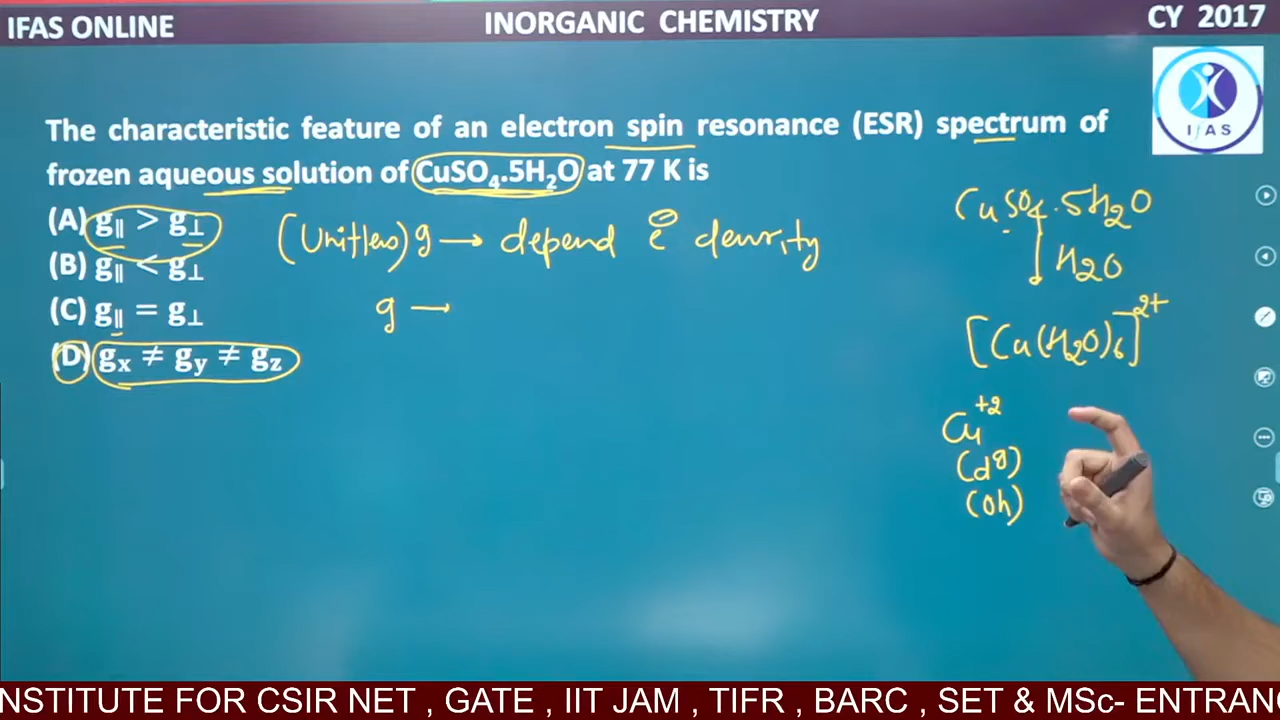 IFAS ONLINE
INORGANIC CHEMISTRY
CY 2017
IFAS
The characteristic feature of an electron spin resonance (ESR) spectrum of
frozen aqueous solution of CuSO₄.5H₂O at 77 K is
(A) g∥ > g⊥
(B) g∥ < g⊥
(C) g∥ = g⊥
(D) gₓ ≠ gᵧ ≠ g_z
(Unitless) g → depend e⊖ density
g →
CuSO₄.5H₂O
↓ H₂O
[Cu(H₂O)₆]²⁺
Cu⁺²
(d⁹)
(Oh)
NSTITUTE FOR CSIR NET , GATE , IIT JAM , TIFR , BARC , SET & MSc- ENTRANC